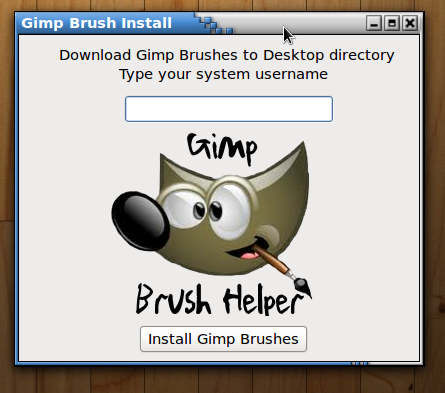 Gimp Brush Install
Download Gimp Brushes to Desktop directory
Type your system username
Gimp
Brush Helper
Install Gimp Brushes